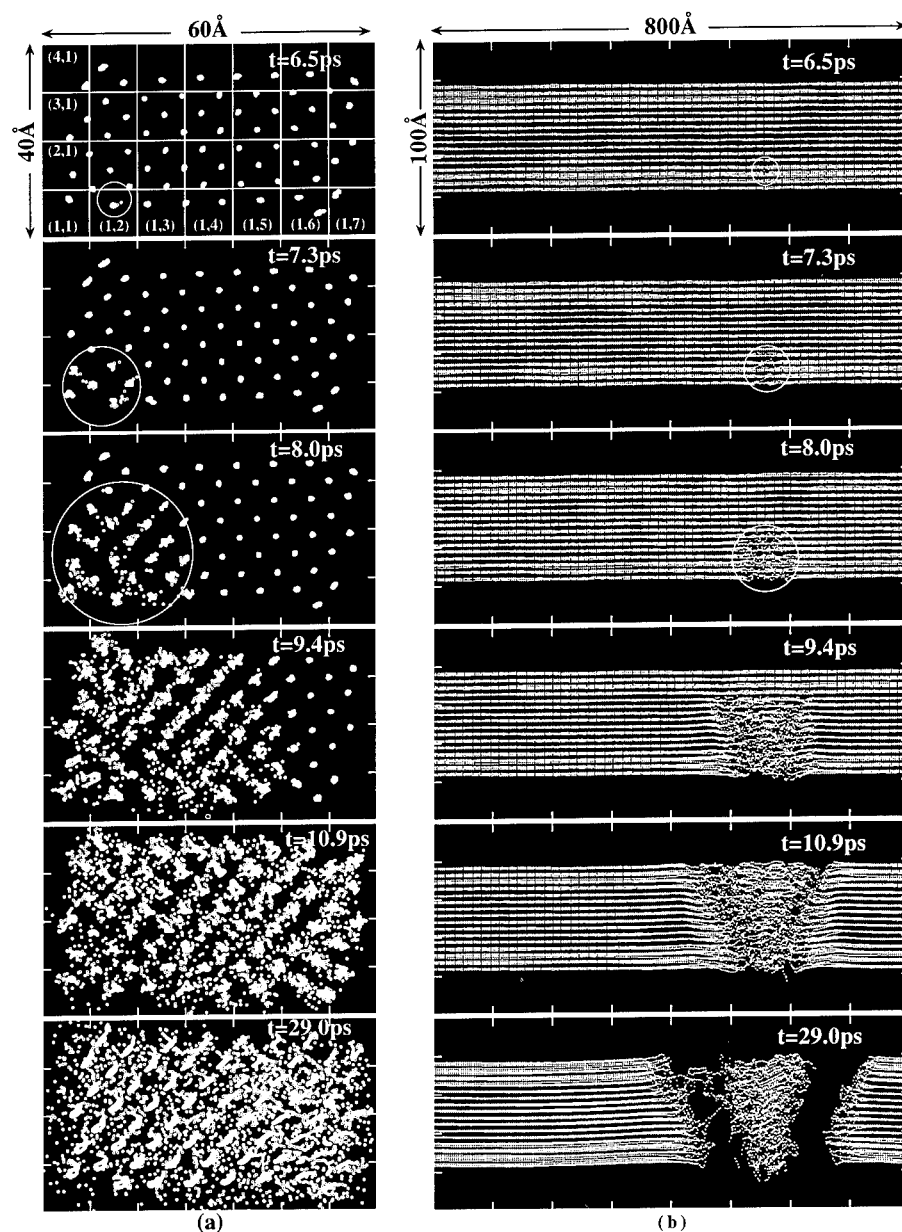 60Å
800Å
40Å
(4,1)
(3,1)
(2,1)
(1,1)
(1,2)
(1,3)
(1,4)
(1,5)
(1,6)
(1,7)
t=6.5ps
t=7.3ps
t=8.0ps
t=9.4ps
t=10.9ps
t=29.0ps
(a)
100Å
t=6.5ps
t=7.3ps
t=8.0ps
t=9.4ps
t=10.9ps
t=29.0ps
(b)